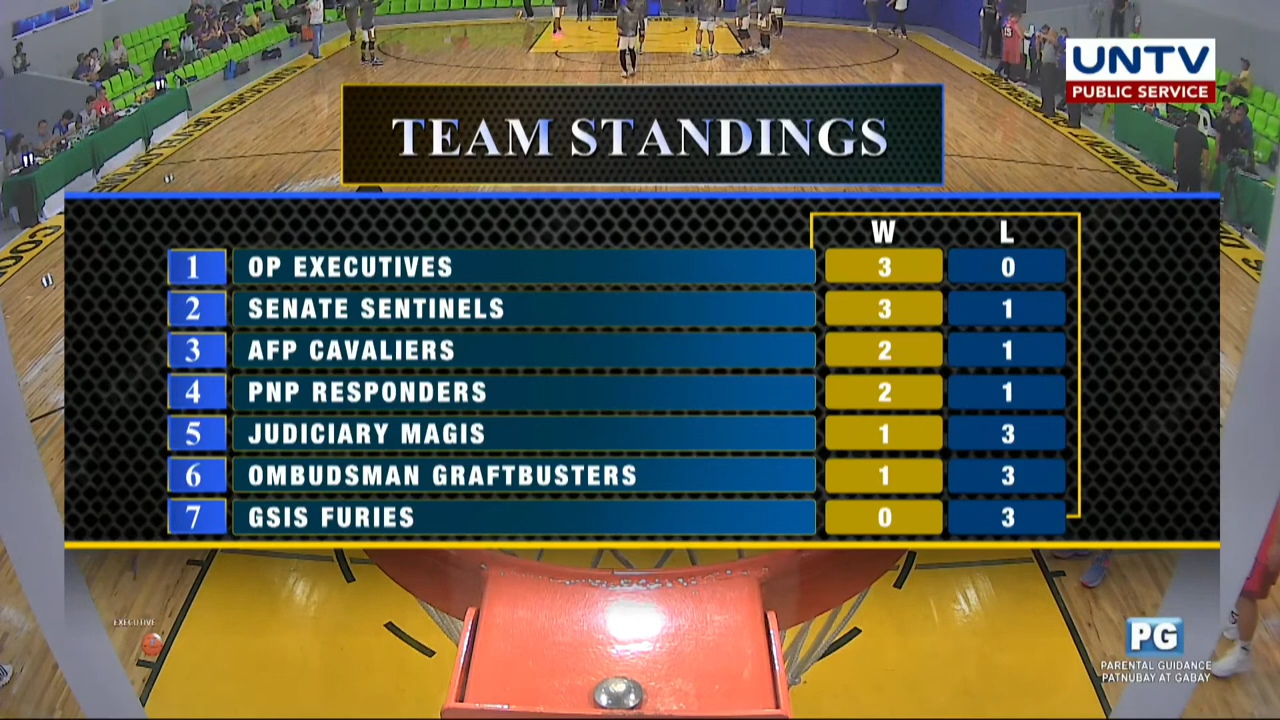 UNTV
PUBLIC SERVICE
TEAM STANDINGS
W L
1 OP EXECUTIVES 3 0
2 SENATE SENTINELS 3 1
3 AFP CAVALIERS 2 1
4 PNP RESPONDERS 2 1
5 JUDICIARY MAGIS 1 3
6 OMBUDSMAN GRAFTBUSTERS 1 3
7 GSIS FURIES 0 3
EXECUTIVE
PG
PARENTAL GUIDANCE
PATNUBAY AT GABAY